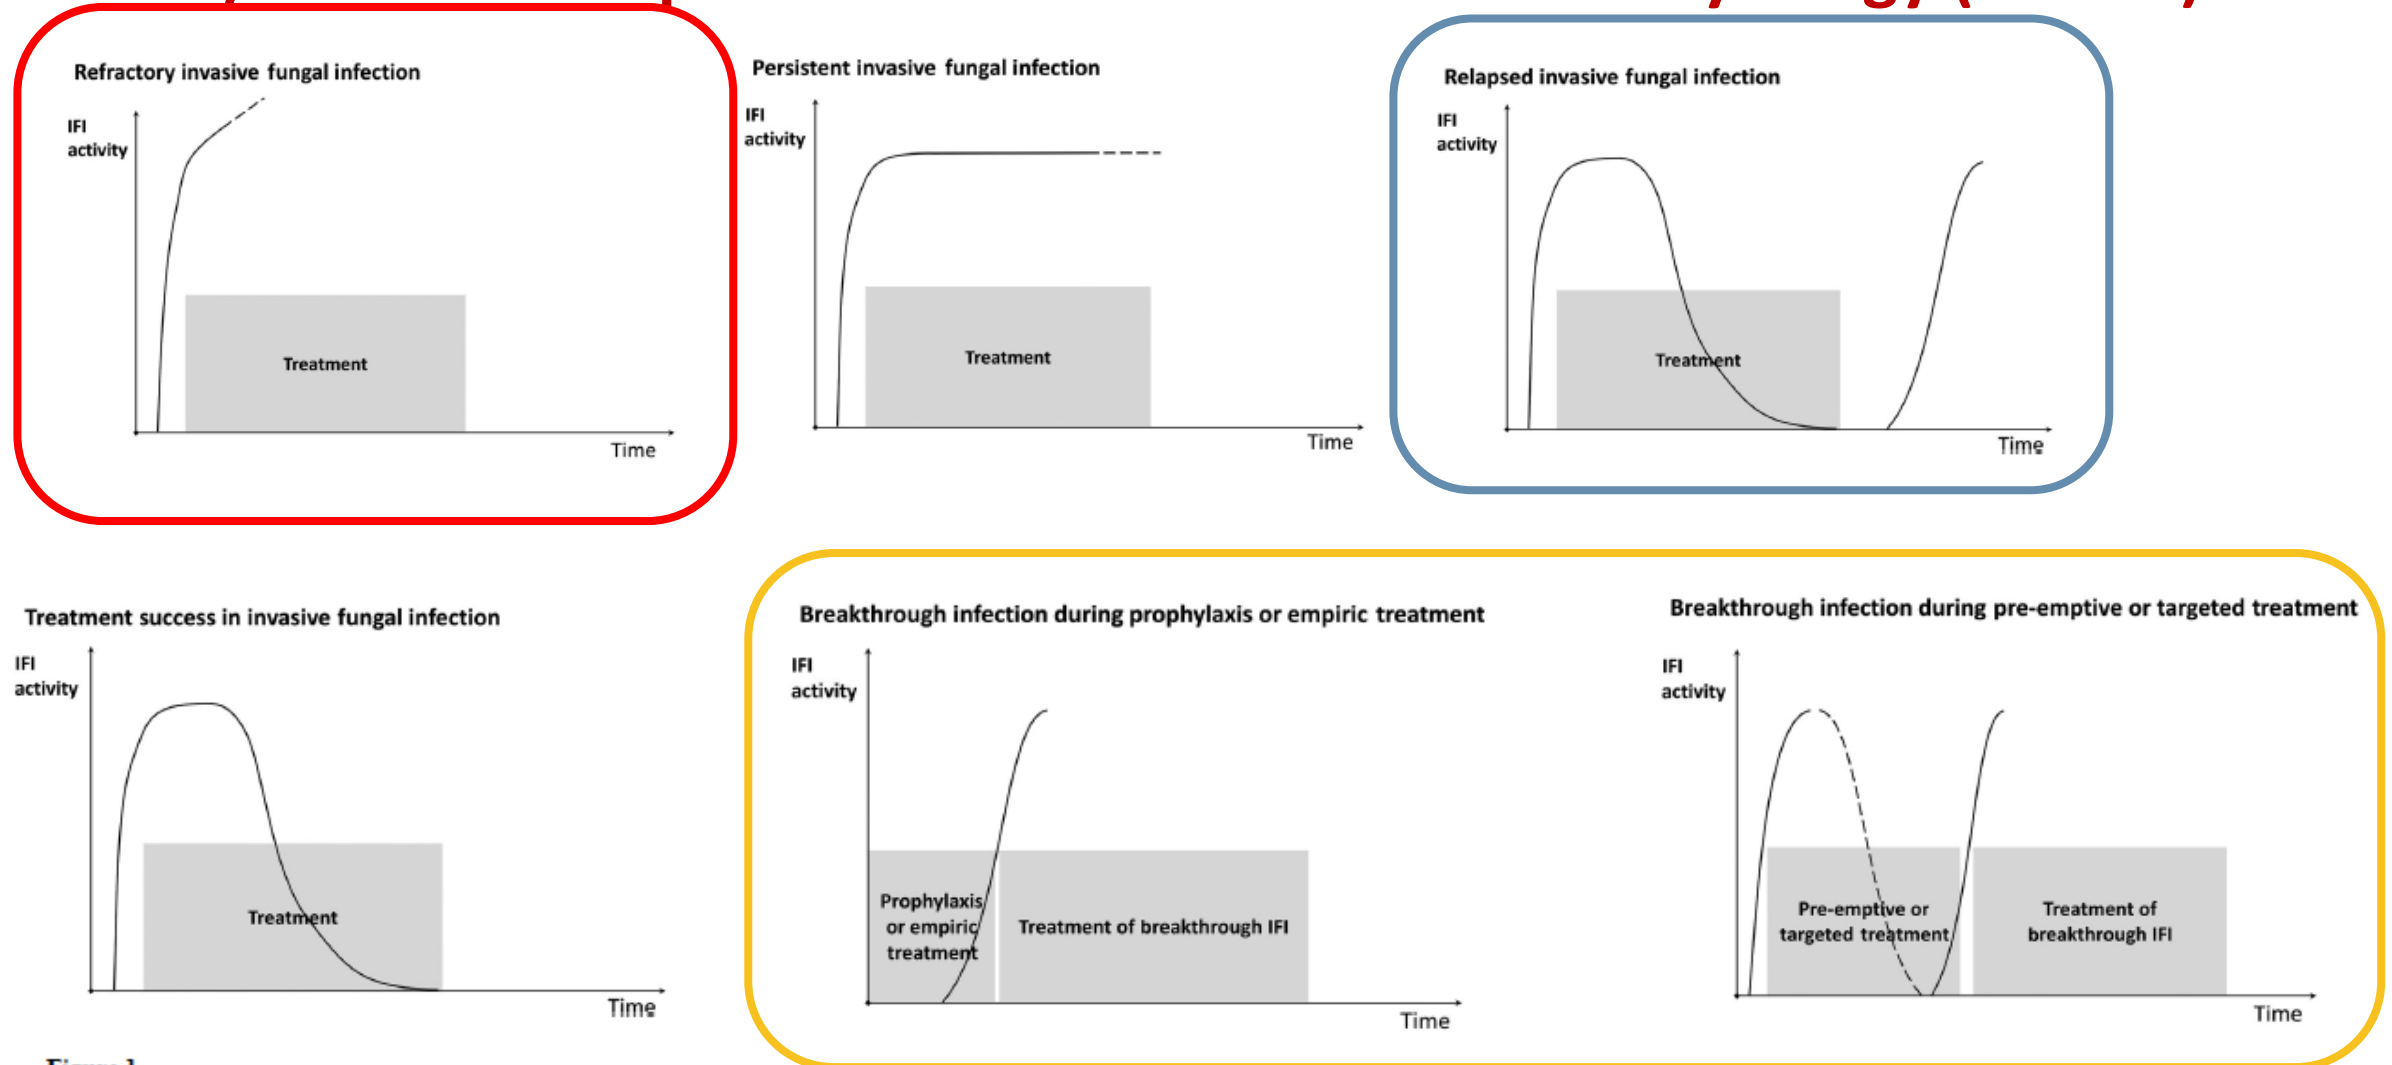 Refractory invasive fungal infection
IFI
activity
Treatment
Time
Persistent invasive fungal infection
IFI
activity
Treatment
Time
Relapsed invasive fungal infection
IFI
activity
Treatment
Time
Treatment success in invasive fungal infection
IFI
activity
Treatment
Time
Breakthrough infection during prophylaxis or empiric treatment
IFI
activity
Prophylaxis
or empiric
treatment
Treatment of breakthrough IFI
Time
Breakthrough infection during pre-emptive or targeted treatment
IFI
activity
Pre-emptive or
targeted treatment
Treatment of
breakthrough IFI
Time